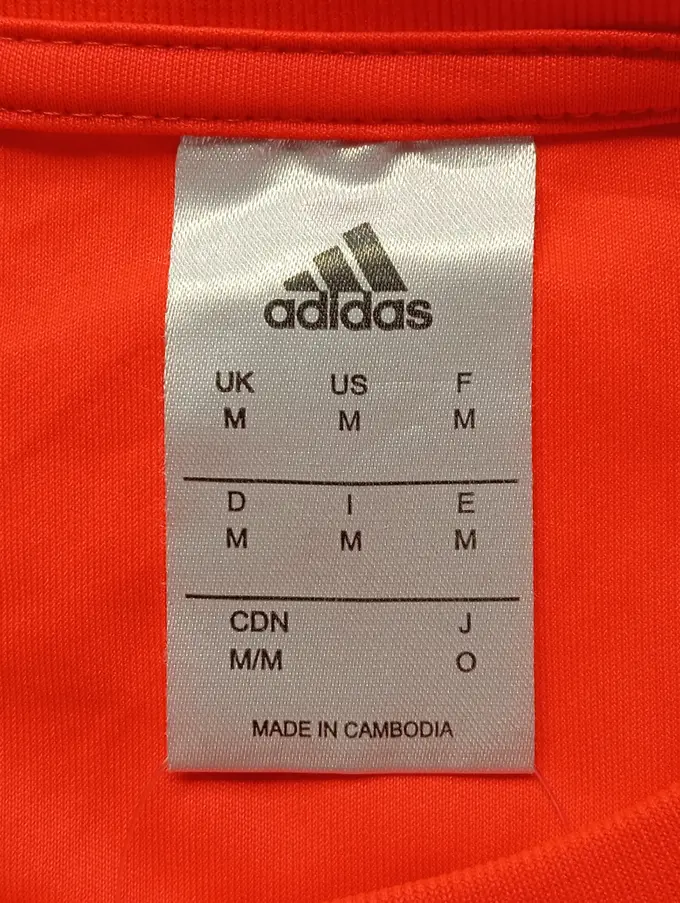 adidas
UK US F
M M M
D I E
M M M
CDN J
M/M O
MADE IN CAMBODIA